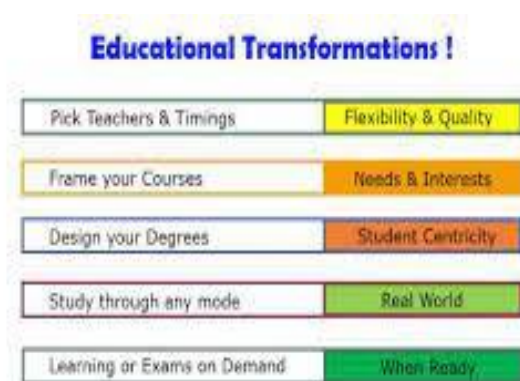 Educational Transformations !
Pick Teachers & Timings Flexibility & Quality
Frame your Courses Needs & Interests
Design your Degrees Student Centricity
Study through any mode Real World
Learning or Exams on Demand When Ready